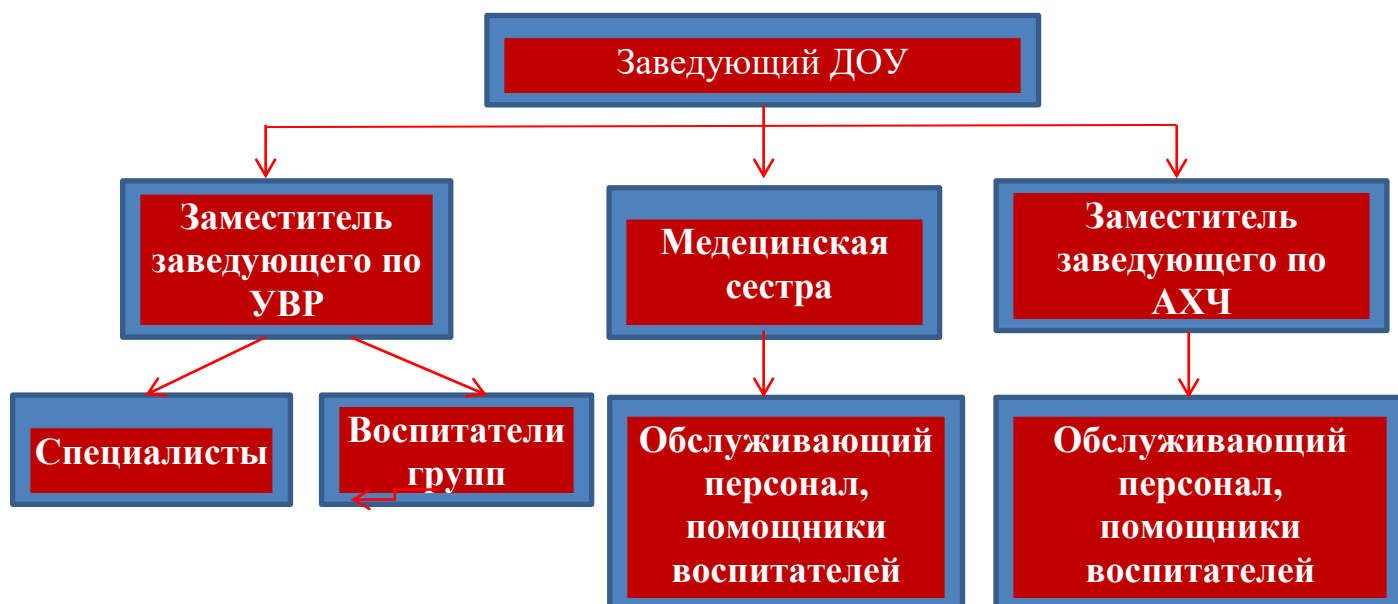 Заведующий ДОУ
Заместитель
заведующего по
УВР
Медецинская
сестра
Заместитель
заведующего по
АХЧ
Специалисты
Воспитатели
групп
Обслуживающий
персонал,
помощники
воспитателей
Обслуживающий
персонал,
помощники
воспитателей